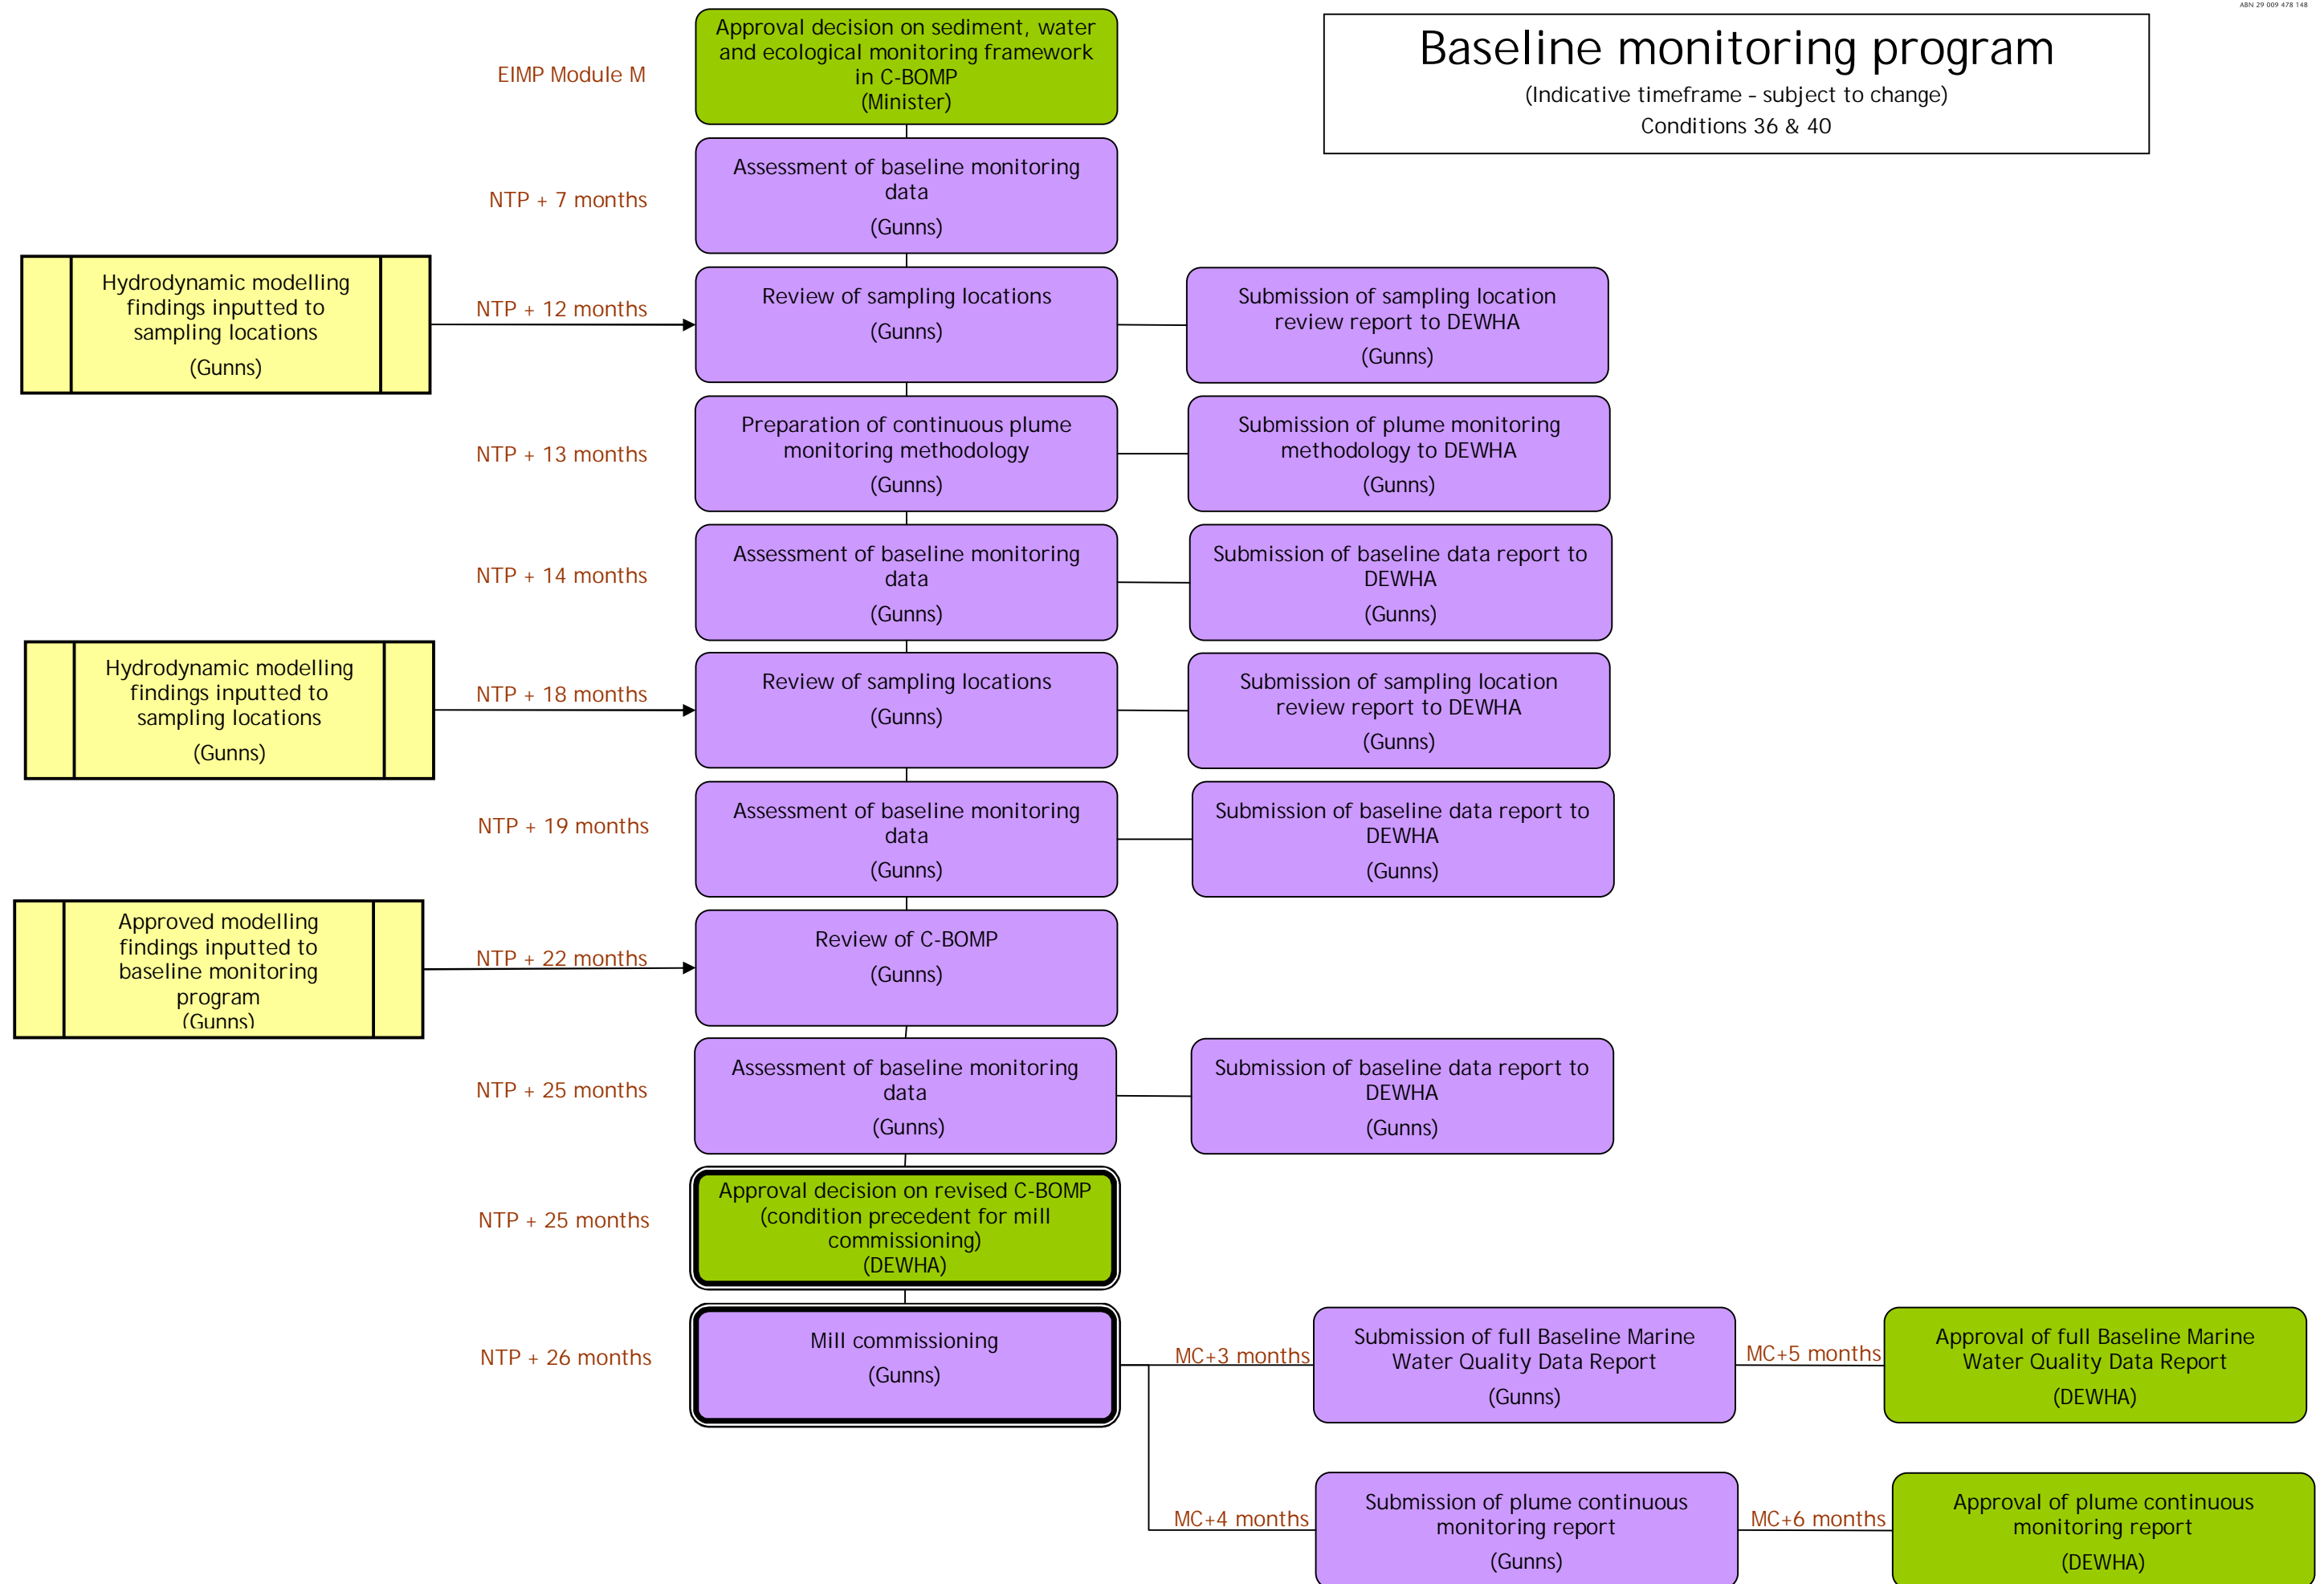 ABN 29 009 478 148
Baseline monitoring program
(Indicative timeframe - subject to change)
Conditions 36 & 40
EIMP Module M
Approval decision on sediment, water
and ecological monitoring framework
in C-BOMP
(Minister)
NTP + 7 months
Assessment of baseline monitoring
data
(Gunns)
Hydrodynamic modelling
findings inputted to
sampling locations
(Gunns)
NTP + 12 months
Review of sampling locations
(Gunns)
Submission of sampling location
review report to DEWHA
(Gunns)
NTP + 13 months
Preparation of continuous plume
monitoring methodology
(Gunns)
Submission of plume monitoring
methodology to DEWHA
(Gunns)
NTP + 14 months
Assessment of baseline monitoring
data
(Gunns)
Submission of baseline data report to
DEWHA
(Gunns)
Hydrodynamic modelling
findings inputted to
sampling locations
(Gunns)
NTP + 18 months
Review of sampling locations
(Gunns)
Submission of sampling location
review report to DEWHA
(Gunns)
NTP + 19 months
Assessment of baseline monitoring
data
(Gunns)
Submission of baseline data report to
DEWHA
(Gunns)
Approved modelling
findings inputted to
baseline monitoring
program
(Gunns)
NTP + 22 months
Review of C-BOMP
(Gunns)
NTP + 25 months
Assessment of baseline monitoring
data
(Gunns)
Submission of baseline data report to
DEWHA
(Gunns)
NTP + 25 months
Approval decision on revised C-BOMP
(condition precedent for mill
commissioning)
(DEWHA)
NTP + 26 months
Mill commissioning
(Gunns)
MC+3 months
Submission of full Baseline Marine
Water Quality Data Report
(Gunns)
MC+5 months
Approval of full Baseline Marine
Water Quality Data Report
(DEWHA)
MC+4 months
Submission of plume continuous
monitoring report
(Gunns)
MC+6 months
Approval of plume continuous
monitoring report
(DEWHA)